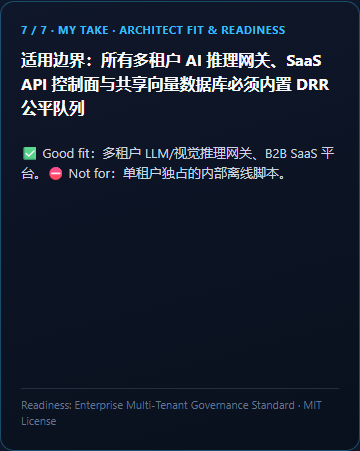 7 / 7 · MY TAKE · ARCHITECT FIT & READINESS
适用边界：所有多租户 AI 推理网关、SaaS
API 控制面与共享向量数据库必须内置 DRR
公平队列
✅ Good fit：多租户 LLM/视觉推理网关、B2B SaaS 平
台。⛔ Not for：单租户独占的内部离线脚本。
Readiness: Enterprise Multi-Tenant Governance Standard · MIT
License